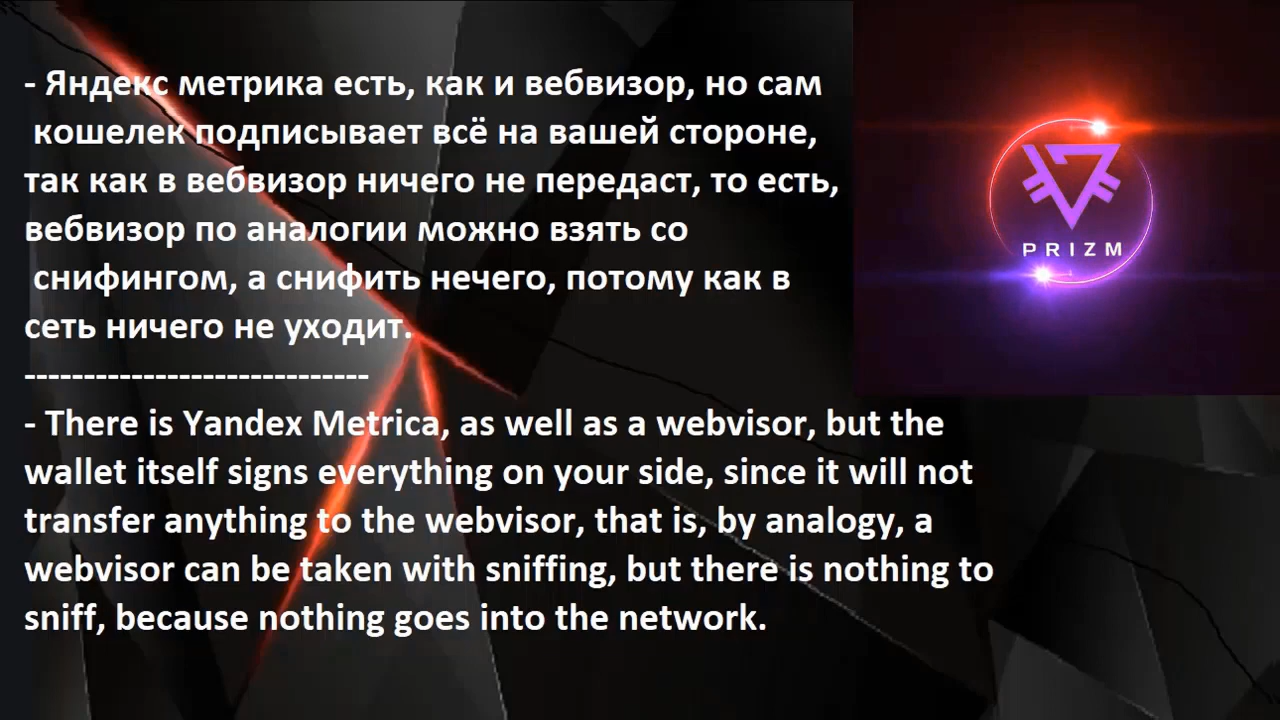 - Яндекс метрика есть, как и вебвизор, но сам
кошелек подписывает всё на вашей стороне,
так как в вебвизор ничего не передаст, то есть,
вебвизор по аналогии можно взять со
снифингом, а снифить нечего, потому как в
сеть ничего не уходит.
-----------------------------
- There is Yandex Metrica, as well as a webvisor, but the
wallet itself signs everything on your side, since it will not
transfer anything to the webvisor, that is, by analogy, a
webvisor can be taken with sniffing, but there is nothing to
sniff, because nothing goes into the network.
PRIZM